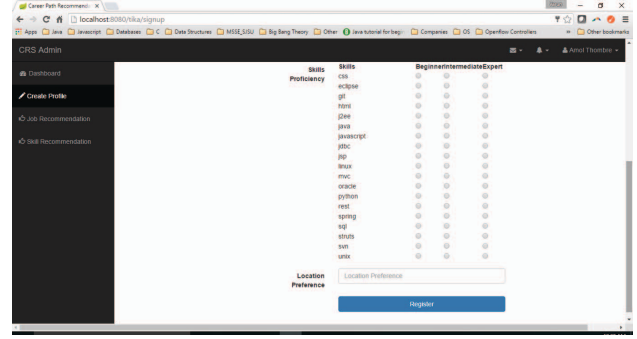 Career Path Recommend
localhost:8080/tika/signup
Apps Java Javascript Databases C Data Structures MSSE_SJSU Big Bang Theory Other Java tutorial for begin Companies OS Openflow Controllers Other bookmarks
CRS Admin Amol Thombre
Dashboard
Create Profile
Job Recommendation
Skill Recommendation
Skills Proficiency
Skills Beginner Intermediate Expert
css
eclipse
git
html
j2ee
java
javascript
jdbc
jsp
linux
mvc
oracle
python
rest
spring
sql
struts
svn
unix
Location Preference
Location Preference
Register